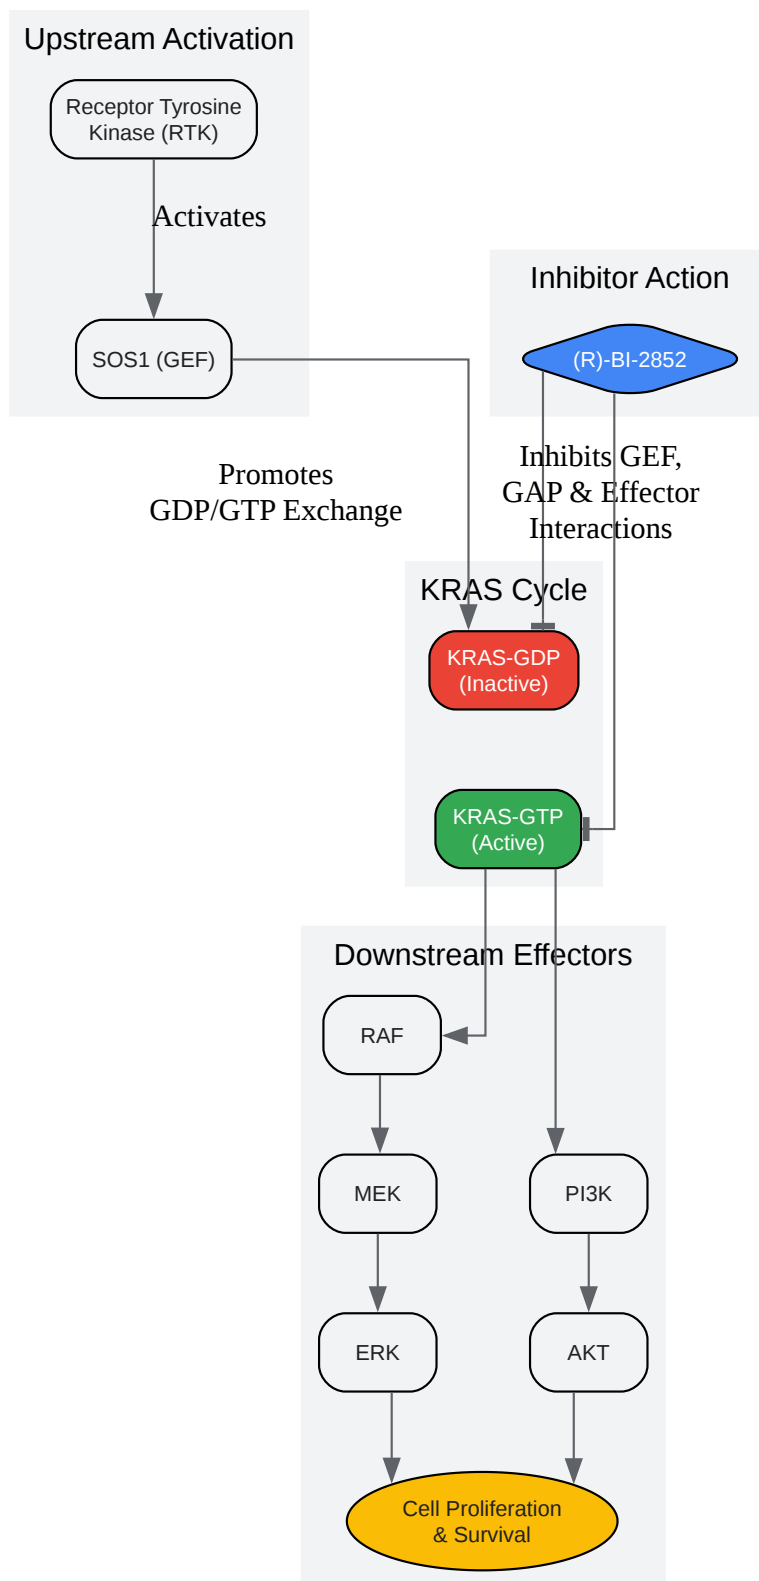 Upstream Activation
Receptor Tyrosine
Kinase (RTK)
Activates
SOS1 (GEF)
Inhibitor Action
(R)-BI-2852
Promotes
GDP/GTP Exchange
Inhibits GEF,
GAP & Effector
Interactions
KRAS Cycle
KRAS-GDP
(Inactive)
KRAS-GTP
(Active)
Downstream Effectors
RAF
MEK
PI3K
ERK
AKT
Cell Proliferation
& Survival